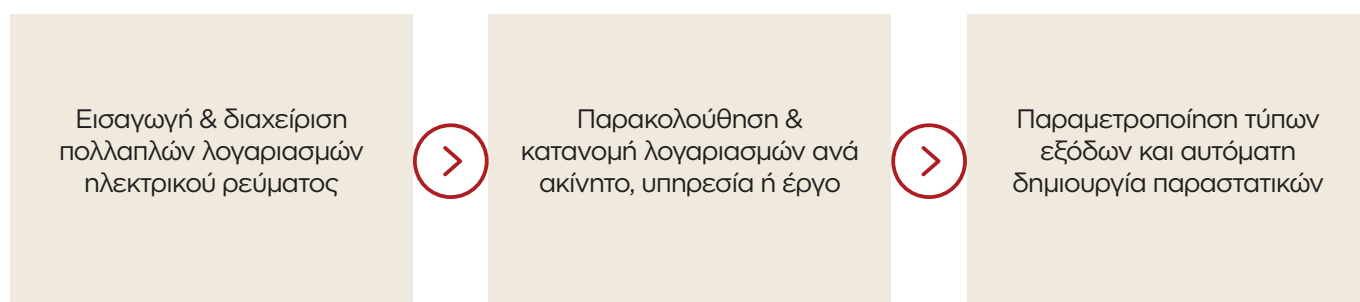 Εισαγωγή & διαχείριση
πολλαπλών λογαριασμών
ηλεκτρικού ρεύματος
Παρακολούθηση &
κατανομή λογαριασμών ανά
ακίνητο, υπηρεσία ή έργο
Παραμετροποίηση τύπων
εξόδων και αυτόματη
δημιουργία παραστατικών